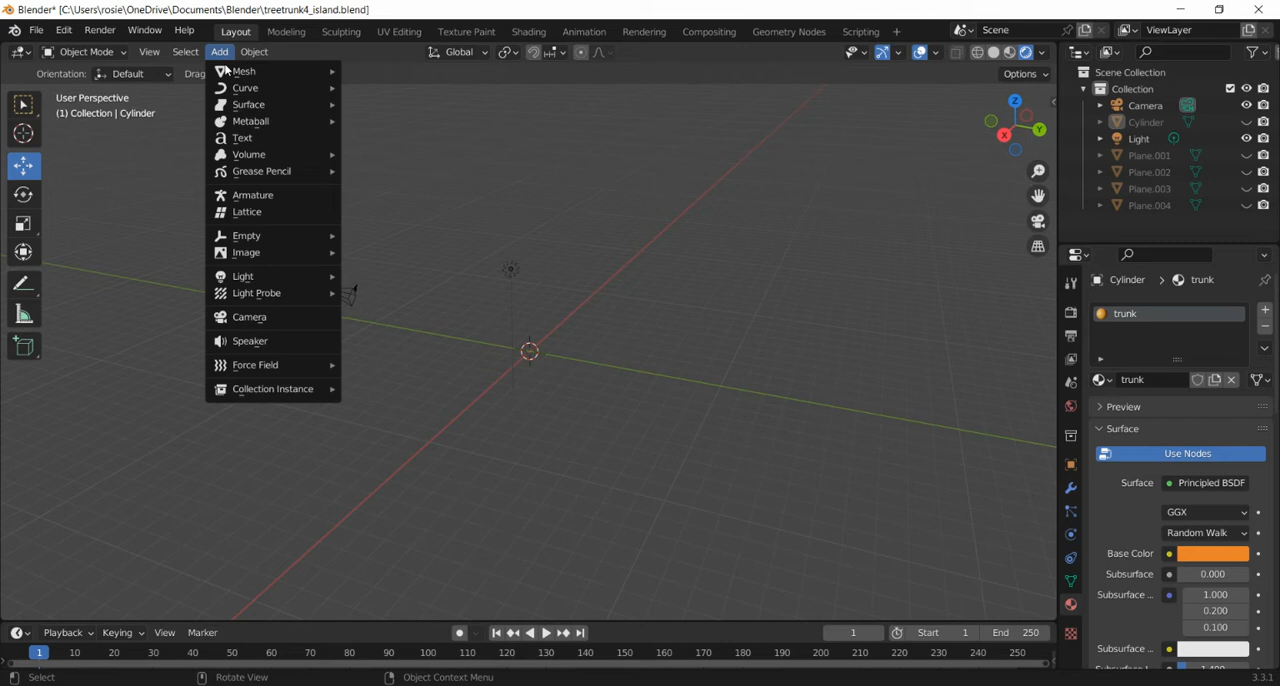 Blender* [C:\Users\rosie\OneDrive\Documents\Blender\treetrunk4_island.blend]
File Edit Render Window Help Layout Modeling Sculpting UV Editing Texture Paint Shading Animation Rendering Compositing Geometry Nodes Scripting + Scene ViewLayer
Object Mode View Select Add Object Global
Orientation: Default Drag Options
User Perspective
(1) Collection | Cylinder
Mesh
Curve
Surface
Metaball
Text
Volume
Grease Pencil
Armature
Lattice
Empty
Image
Light
Light Probe
Camera
Speaker
Force Field
Collection Instance
Z
Y
X
Scene Collection
Collection
Camera
Cylinder
Light
Plane.001
Plane.002
Plane.003
Plane.004
Cylinder > trunk
trunk
trunk
Preview
Surface
Use Nodes
Surface Principled BSDF
GGX
Random Walk
Base Color
Subsurface 0.000
Subsurface ... 1.000
0.200
0.100
Subsurface ...
Subsurface ... 1.400
Playback Keying View Marker 1 Start 1 End 250
1 10 20 30 40 50 60 70 80 90 100 110 120 130 140 150 160 170 180 190 200 210 220 230 240 250
Select Rotate View Object Context Menu 3.3.1